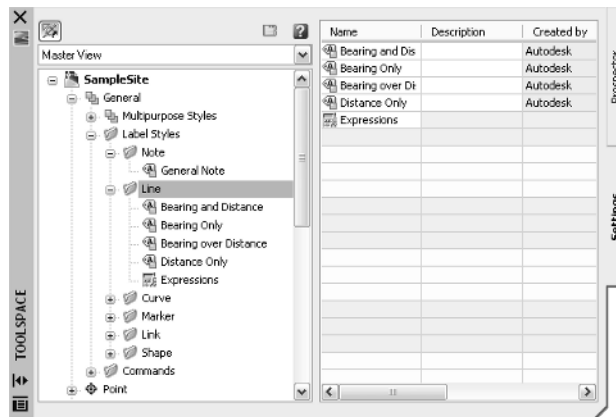 Master View
SampleSite
General
Multipurpose Styles
Label Styles
Note
General Note
Line
Bearing and Distance
Bearing Only
Bearing over Distance
Distance Only
Expressions
Curve
Marker
Link
Shape
Commands
Point
TOOLSPACE
Name Description Created by
Bearing and Dis Autodesk
Bearing Only Autodesk
Bearing over Di Autodesk
Distance Only Autodesk
Expressions
Prospector
Settings